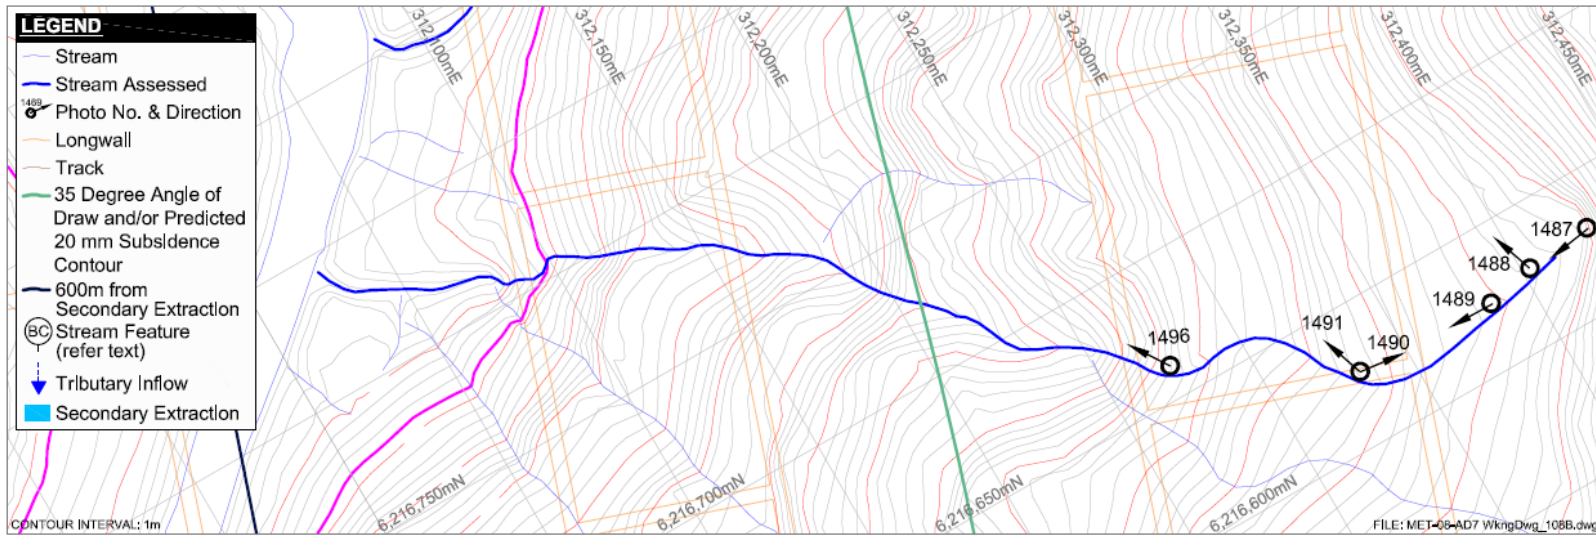 LEGEND
Stream
Stream Assessed
1469
Photo No. & Direction
Longwall
Track
35 Degree Angle of
Draw and/or Predicted
20 mm Subsidence
Contour
600m from
Secondary Extraction
BC
Stream Feature
(refer text)
Tributary Inflow
Secondary Extraction
CONTOUR INTERVAL: 1m
312,100mE
312,150mE
312,200mE
312,250mE
312,300mE
312,350mE
312,400mE
312,450mE
1487
1488
1489
1491
1490
1496
6,216,750mN
6,216,700mN
6,216,650mN
6,216,600mN
FILE: MET-08-AD7 WkngDwg_108B.dwg